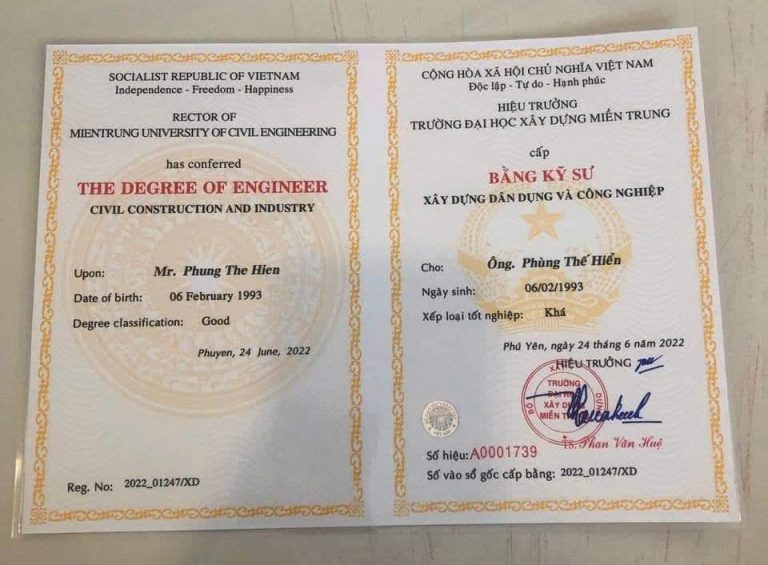 SOCIALIST REPUBLIC OF VIETNAM
Independence - Freedom - Happiness
RECTOR OF
MIENTRUNG UNIVERSITY OF CIVIL ENGINEERING
has conferred
THE DEGREE OF ENGINEER
CIVIL CONSTRUCTION AND INDUSTRY
Upon: Mr. Phung The Hien
Date of birth: 06 February 1993
Degree classification: Good
Phuyen, 24 June, 2022
Reg. No: 2022_01247/XD
CỘNG HÒA XÃ HỘI CHỦ NGHĨA VIỆT NAM
Độc lập - Tự do - Hạnh phúc
HIỆU TRƯỞNG
TRƯỜNG ĐẠI HỌC XÂY DỰNG MIỀN TRUNG
cấp
BẰNG KỸ SƯ
XÂY DỰNG DÂN DỤNG VÀ CÔNG NGHIỆP
Cho: Ông. Phùng Thế Hiển
Ngày sinh: 06/02/1993
Xếp loại tốt nghiệp: Khá
Phú Yên, ngày 24 tháng 6 năm 2022
HIỆU TRƯỞNG
TRƯỜNG
XÂY
MIỀN
TS. Phan Văn Huệ
Số hiệu: A0001739
Số vào sổ gốc cấp bằng: 2022_01247/XD